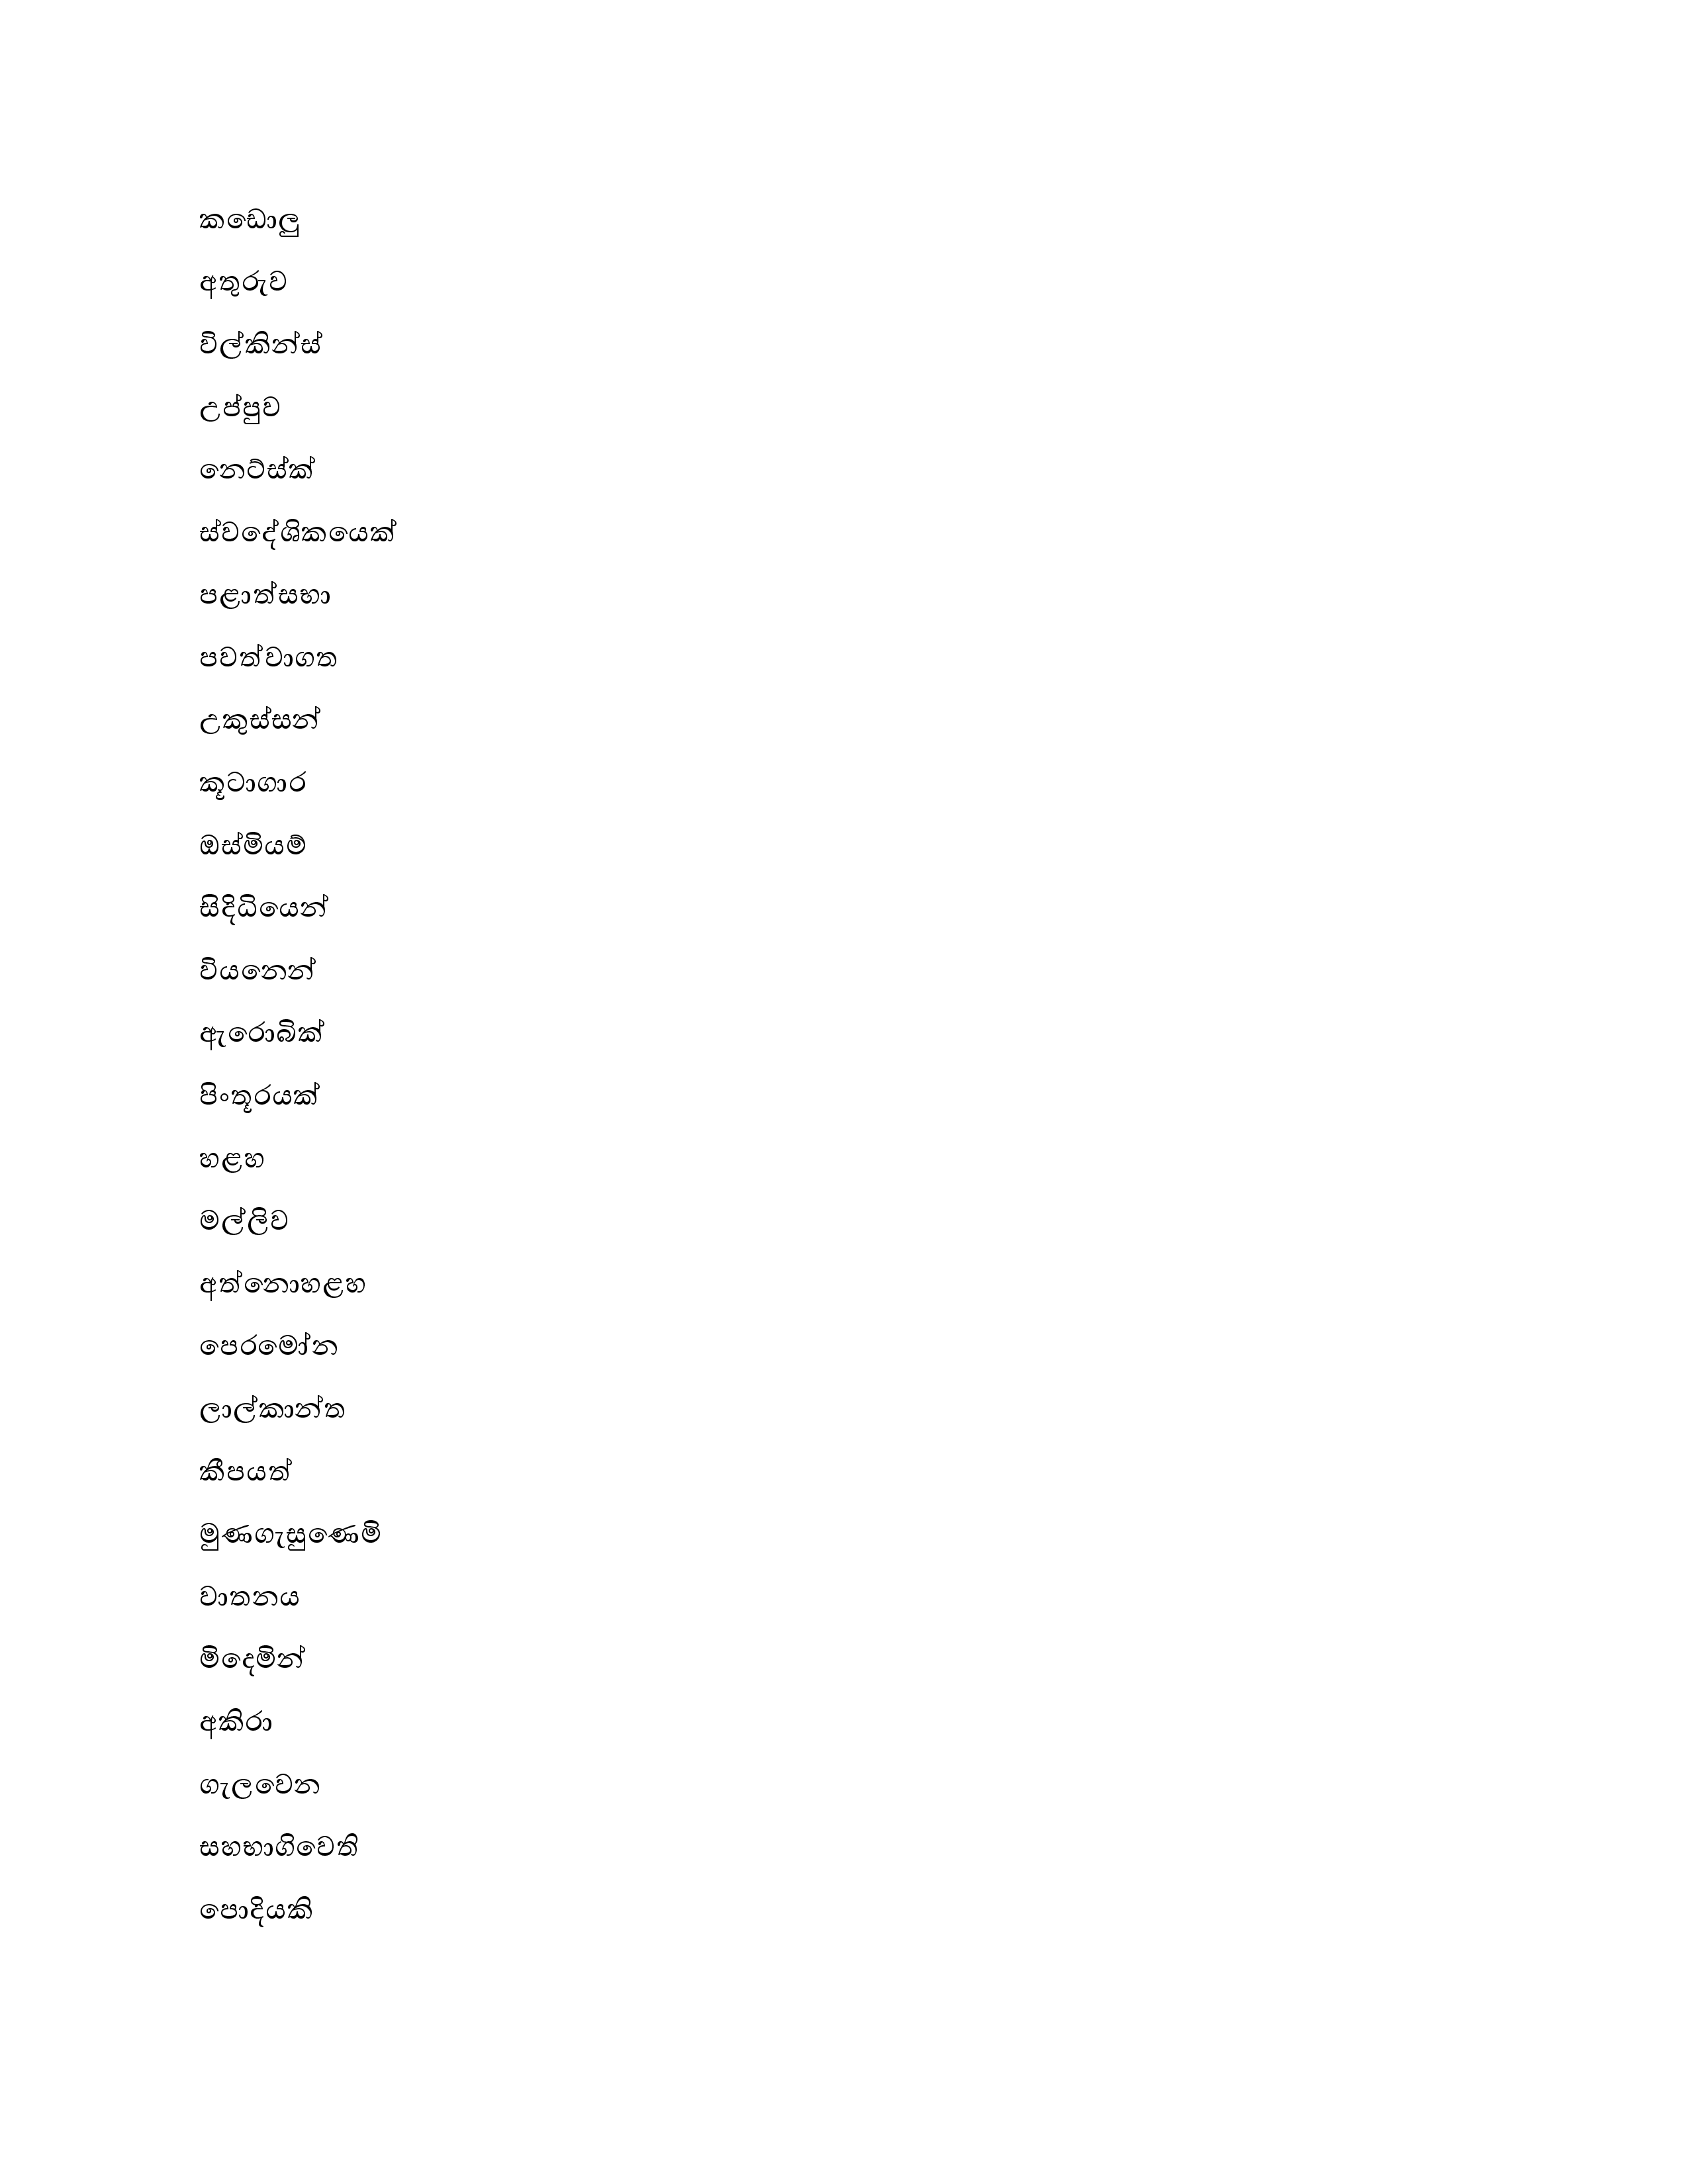 කඩොලු
අතුරුව
විල්කින්ස්
උප්පුව
නෙට්ස්ක්
ස්වදේශිකයෙක්
පළාත්සභා
පවත්වාගත
උකුස්සන්
කූටාගාර
ඔස්මියම්
සිදිධියෙන්
වියනෙන්
ඇරොබික්
පිංතූරයක්
හළහ
මල්ලිව
අත්නොහළහ
පෙරමෝන
ලාල්කාන්ත
කීපයත්
මුණගැසුණෙමි
වාතනය
මිදෙමින්
අකිරා
ගැලවෙන
සහභාගිවෙති
පොදියකි